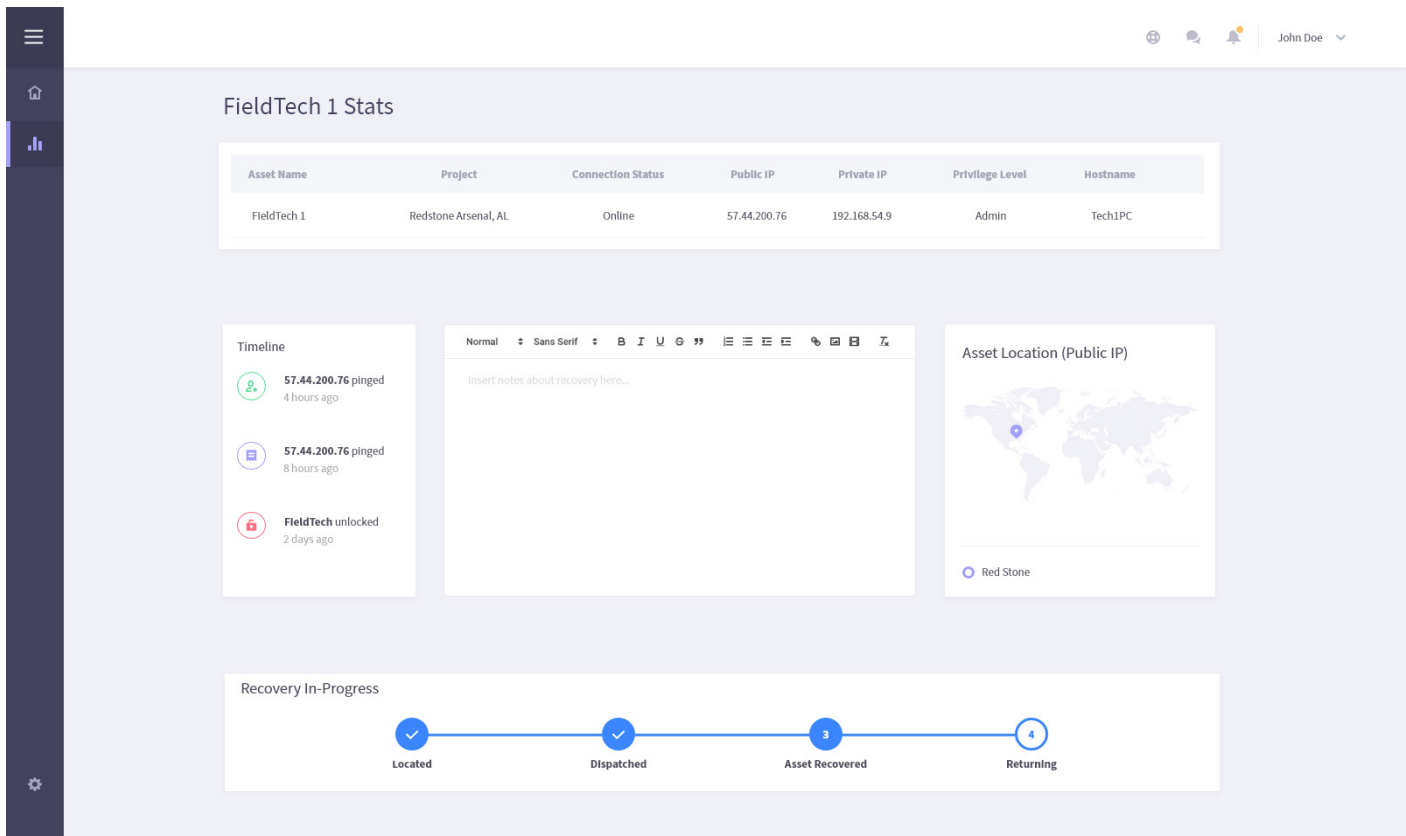 John Doe
FieldTech 1 Stats
Asset Name Project Connection Status Public IP Private IP Privilege Level Hostname
FieldTech 1 Redstone Arsenal, AL Online 57.44.200.76 192.168.54.9 Admin Tech1PC
Timeline
57.44.200.76 pinged
4 hours ago
57.44.200.76 pinged
8 hours ago
FieldTech unlocked
2 days ago
Normal Sans Serif B I U S
Insert notes about recovery here...
Asset Location (Public IP)
Red Stone
Recovery In-Progress
3 4
Located Dispatched Asset Recovered Returning